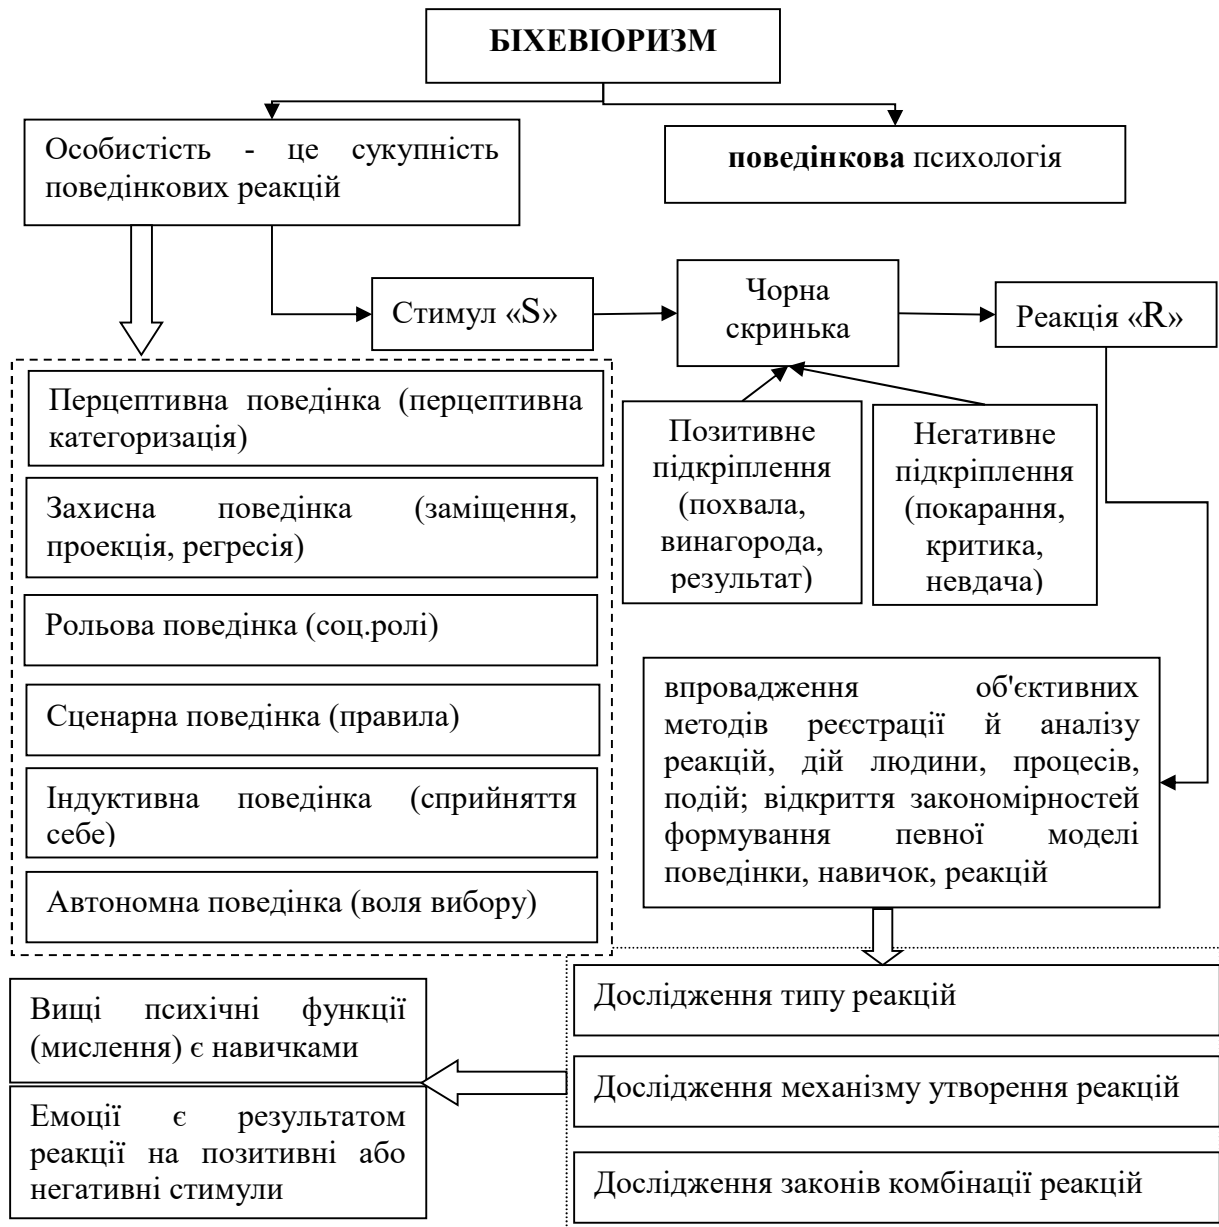 БІХЕВІОРИЗМ
Особистість - це сукупність
поведінкових реакцій
поведінкова психологія
Стимул «S»
Чорна
скринька
Реакція «R»
Перцептивна поведінка (перцептивна
категоризація)
Захисна поведінка (заміщення,
проекція, регресія)
Рольова поведінка (соц.ролі)
Сценарна поведінка (правила)
Індуктивна поведінка (сприйняття
себе)
Автономна поведінка (воля вибору)
Позитивне
підкріплення
(похвала,
винагорода,
результат)
Негативне
підкріплення
(покарання,
критика,
невдача)
впровадження об'єктивних
методів реєстрації й аналізу
реакцій, дій людини, процесів,
подій; відкриття закономірностей
формування певної моделі
поведінки, навичок, реакцій
Дослідження типу реакцій
Дослідження механізму утворення реакцій
Дослідження законів комбінації реакцій
Вищі психічні функції
(мислення) є навичками
Емоції є результатом
реакції на позитивні або
негативні стимули